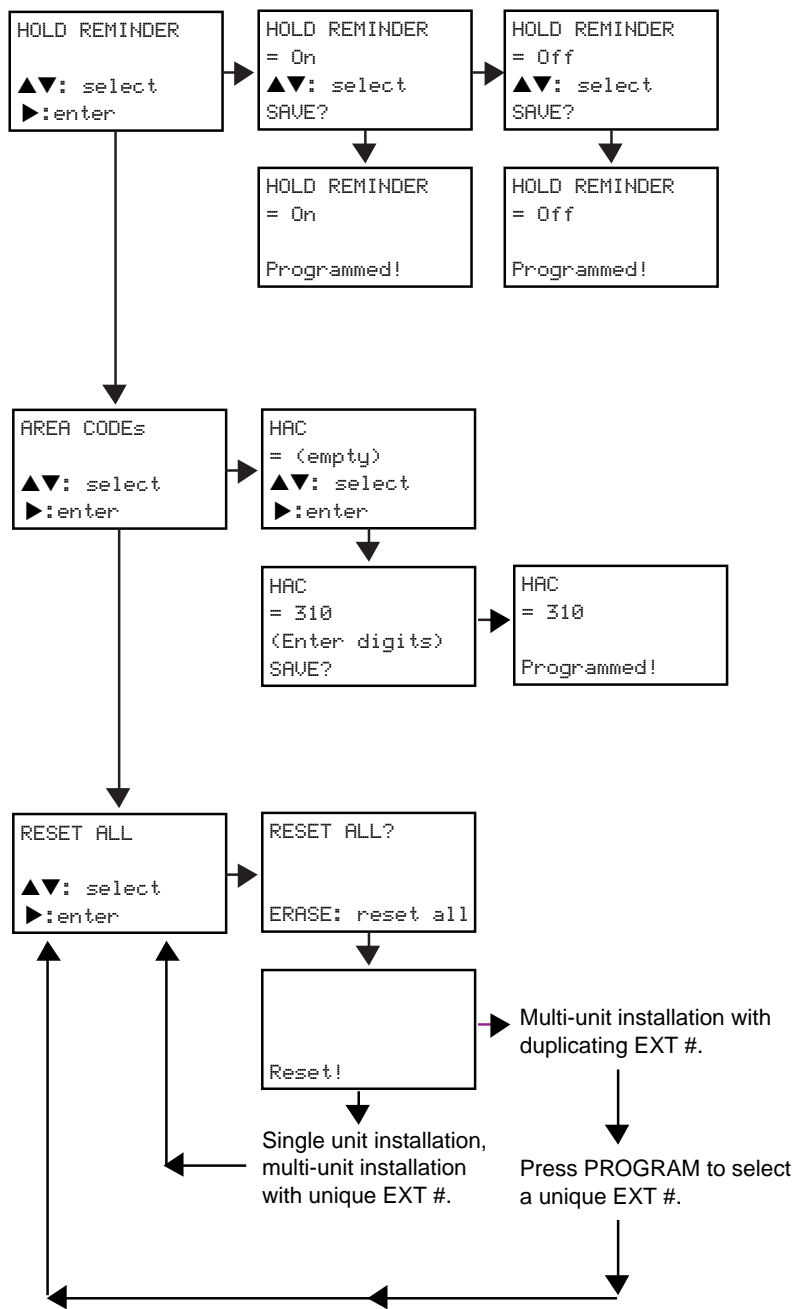 HOLD REMINDER
▲▼: select
▶:enter
HOLD REMINDER
= On
▲▼: select
SAVE?
HOLD REMINDER
= Off
▲▼: select
SAVE?
HOLD REMINDER
= On
Programmed!
HOLD REMINDER
= Off
Programmed!
AREA CODEs
▲▼: select
▶:enter
HAC
= (empty)
▲▼: select
▶:enter
HAC
= 310
(Enter digits)
SAVE?
HAC
= 310
Programmed!
RESET ALL
▲▼: select
▶:enter
RESET ALL?
ERASE: reset all
Reset!
Multi-unit installation with
duplicating EXT #.
Single unit installation,
multi-unit installation
with unique EXT #.
Press PROGRAM to select
a unique EXT #.